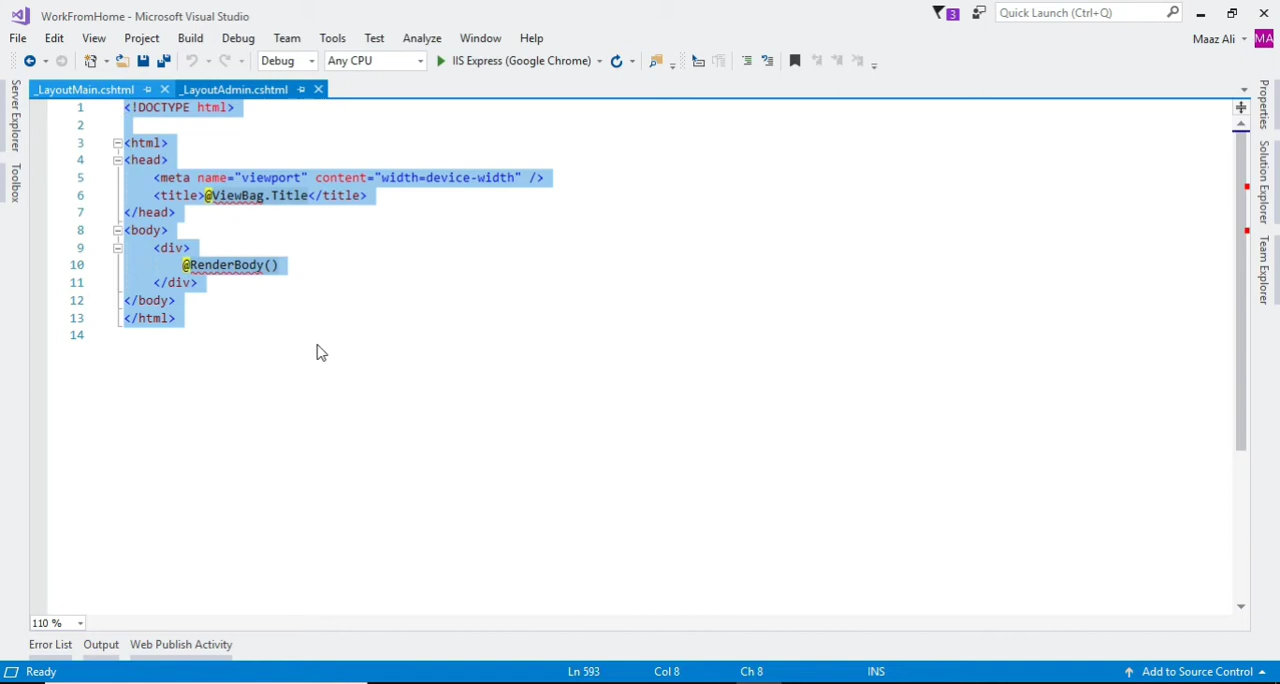 WorkFromHome - Microsoft Visual Studio
3
Quick Launch (Ctrl+Q)
File Edit View Project Build Debug Team Tools Test Analyze Window Help
Maaz Ali MA
Debug Any CPU IIS Express (Google Chrome)
_LayoutMain.cshtml _LayoutAdmin.cshtml
Server Explorer
Toolbox
1 <!DOCTYPE html>
2
3 <html>
4 <head>
5 <meta name="viewport" content="width=device-width" />
6 <title>@ViewBag.Title</title>
7 </head>
8 <body>
9 <div>
10 @RenderBody()
11 </div>
12 </body>
13 </html>
14
Properties
Solution Explorer
Team Explorer
110 %
Error List Output Web Publish Activity
Ready Ln 593 Col 8 Ch 8 INS Add to Source Control